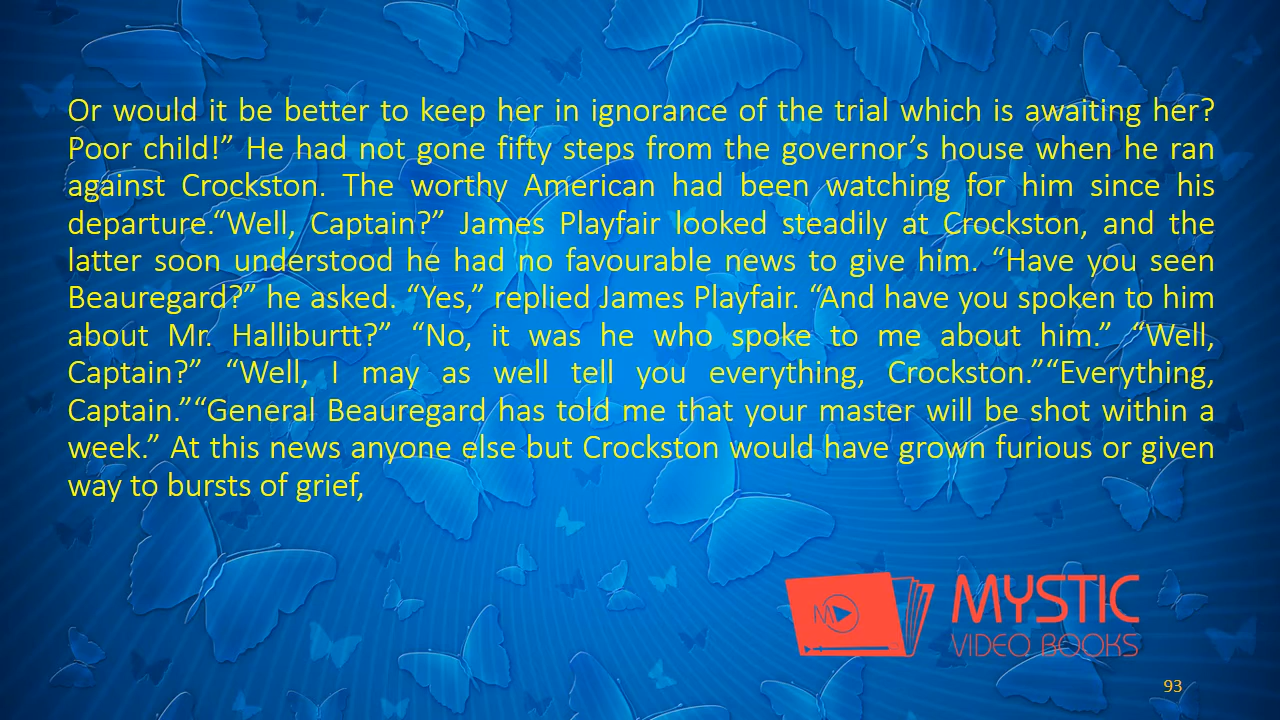 Or would it be better to keep her in ignorance of the trial which is awaiting her?
Poor child!” He had not gone fifty steps from the governor’s house when he ran
against Crockston. The worthy American had been watching for him since his
departure.“Well, Captain?” James Playfair looked steadily at Crockston, and the
latter soon understood he had no favourable news to give him. “Have you seen
Beauregard?” he asked. “Yes,” replied James Playfair. “And have you spoken to him
about Mr. Halliburtt?” “No, it was he who spoke to me about him.” “Well,
Captain?” “Well, I may as well tell you everything, Crockston.”“Everything,
Captain.”“General Beauregard has told me that your master will be shot within a
week.” At this news anyone else but Crockston would have grown furious or given
way to bursts of grief,
MYSTIC
VIDEO BOOKS
93